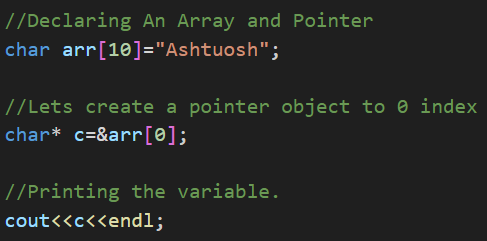 //Declaring An Array and Pointer
char arr[10]="Ashtuosh";
//Lets create a pointer object to 0 index
char* c=&arr[0];
//Printing the variable.
cout<<c<<endl;